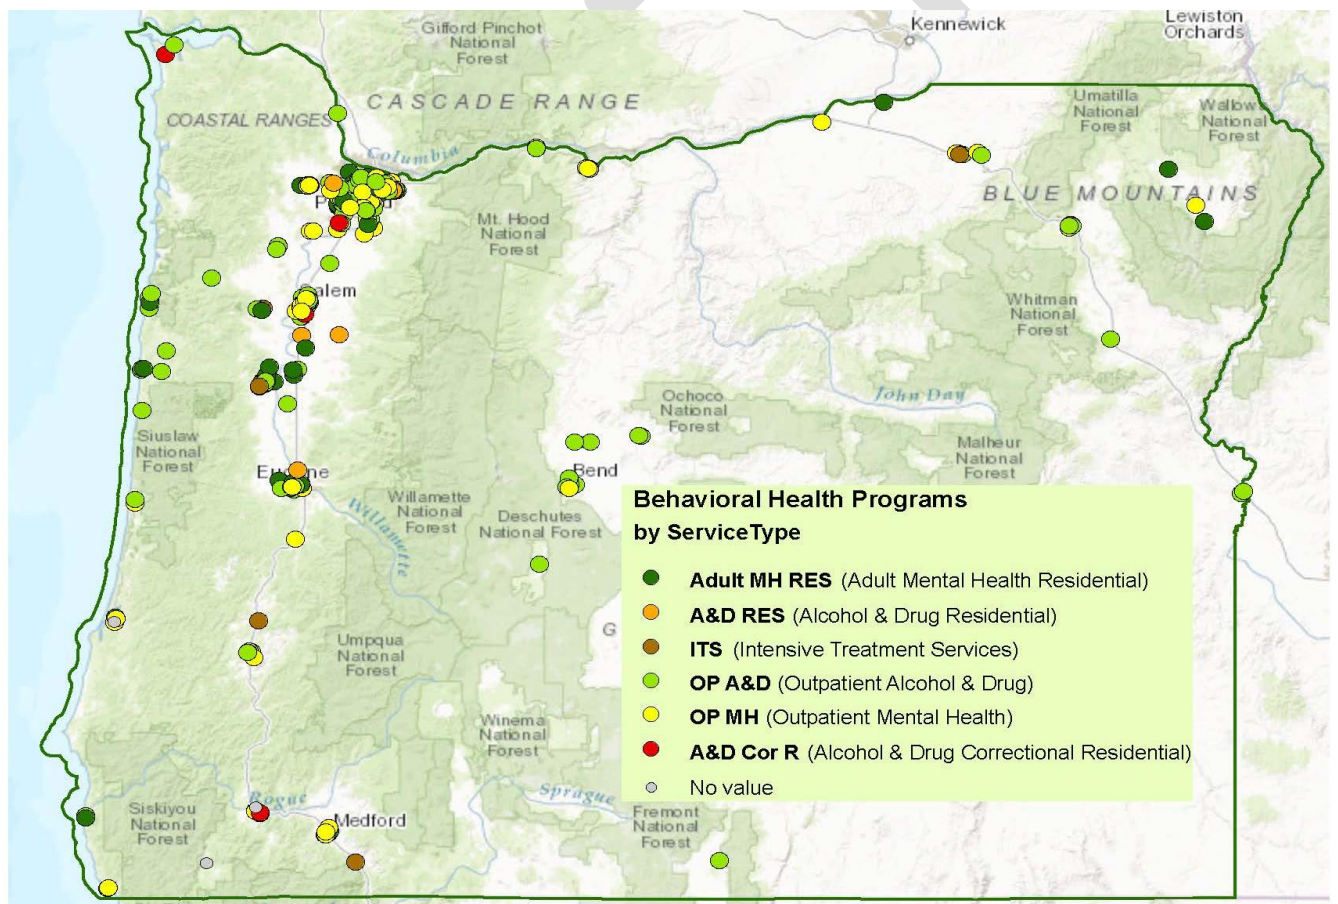 Gifford Pinchot
National
Forest
Kennewick
Lewiston
Orchards
CASCADE RANGE
COASTAL RANGES
Columbia
Umatilla
National
Forest
Wallow
National
Forest
BLUE MOUNTAINS
Mt. Hood
National
Forest
Salem
Whitman
National
Forest
John Day
Ochoco
National
Forest
Siuslaw
National
Forest
Malheur
National
Forest
Bend
Willamette
National
Forest
Willamette
Deschutes
National Forest
Behavioral Health Programs
by ServiceType
Adult MH RES (Adult Mental Health Residential)
A&D RES (Alcohol & Drug Residential)
ITS (Intensive Treatment Services)
OP A&D (Outpatient Alcohol & Drug)
OP MH (Outpatient Mental Health)
A&D Cor R (Alcohol & Drug Correctional Residential)
No value
G
Umpqua
National
Forest
Winema
National
Forest
Rogue
Sprague
Siskiyou
National
Forest
Medford
Fremont
National
Forest